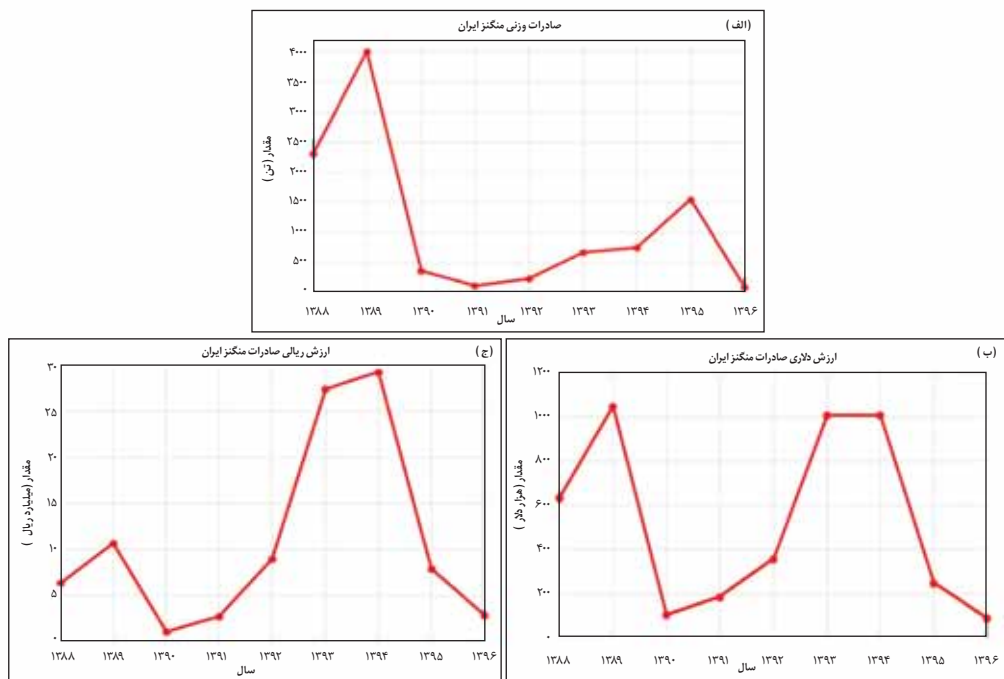 صادرات وزنی منگنز ایران
(الف)
مقدار (تن)
۴۰۰۰
۳۵۰۰
۳۰۰۰
۲۵۰۰
۲۰۰۰
۱۵۰۰
۱۰۰۰
۵۰۰
۰
۱۳۸۸ ۱۳۸۹ ۱۳۹۰ ۱۳۹۱ ۱۳۹۲ ۱۳۹۳ ۱۳۹۴ ۱۳۹۵ ۱۳۹۶
سال
ارزش دلاری صادرات منگنز ایران
(ب)
مقدار (هزار دلار)
۱۲۰۰
۱۰۰۰
۸۰۰
۶۰۰
۴۰۰
۲۰۰
۰
۱۳۸۸ ۱۳۸۹ ۱۳۹۰ ۱۳۹۱ ۱۳۹۲ ۱۳۹۳ ۱۳۹۴ ۱۳۹۵ ۱۳۹۶
سال
ارزش ریالی صادرات منگنز ایران
(ج)
مقدار (میلیارد ریال)
۳۰
۲۵
۲۰
۱۵
۱۰
۵
۰
۱۳۸۸ ۱۳۸۹ ۱۳۹۰ ۱۳۹۱ ۱۳۹۲ ۱۳۹۳ ۱۳۹۴ ۱۳۹۵ ۱۳۹۶
سال